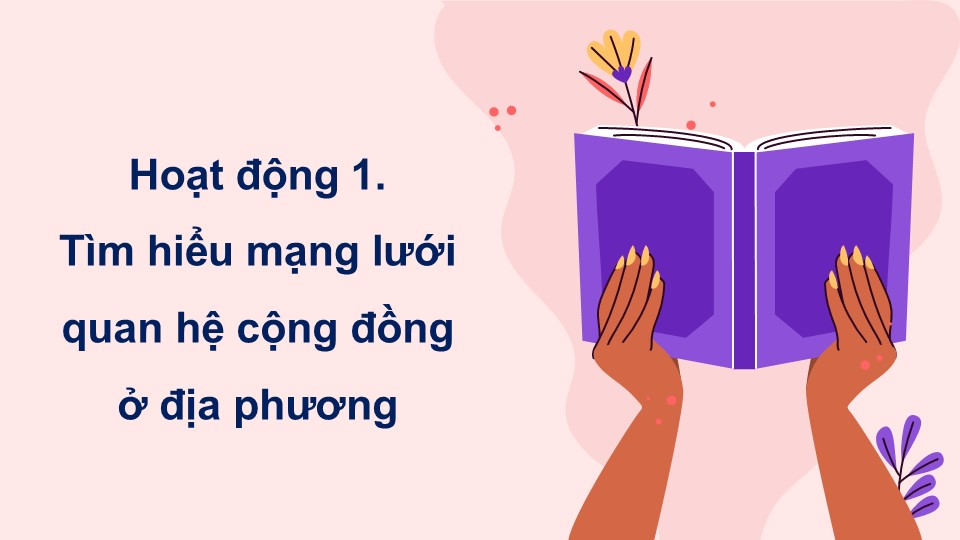 Hoạt động 1.
Tìm hiểu mạng lưới
quan hệ cộng đồng
ở địa phương